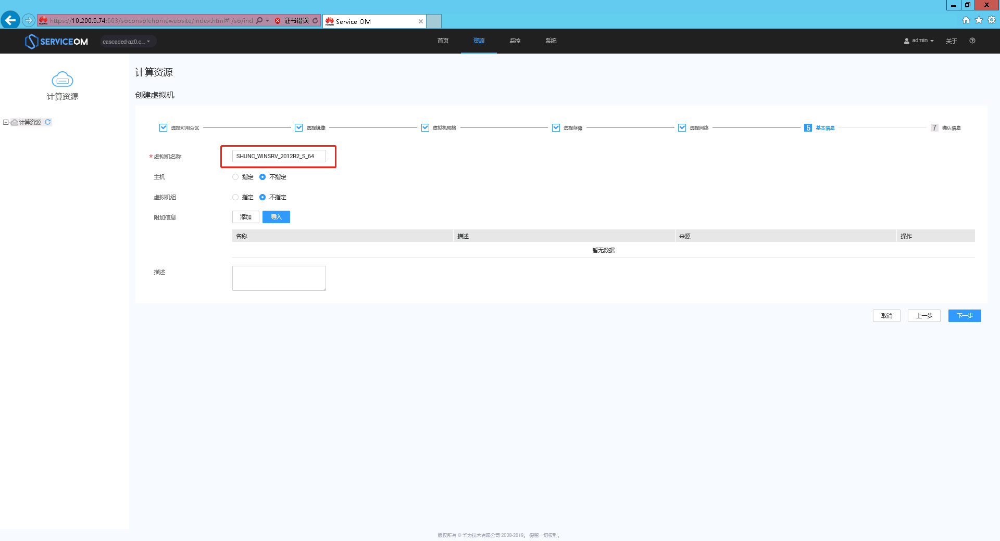 https://10.200.6.74:663/soconsolehomewebsite/index.html#!/so/ind 证书错误 Service OM
SERVICEOM cascaded-az0.c... 首页 资源 监控 系统 admin 关于
计算资源
计算资源
计算资源
创建虚拟机
选择可用分区 选择镜像 虚拟机规格 选择存储 选择网络 6 基本信息 7 确认信息
*虚拟机名称 SHUNC_WINSRV_2012R2_S_64
主机 指定 不指定
虚拟机组 指定 不指定
附加信息 添加 导入
名称 描述 来源 操作
暂无数据
描述
取消 上一步 下一步
版权所有 © 华为技术有限公司 2008-2019。 保留一切权利。